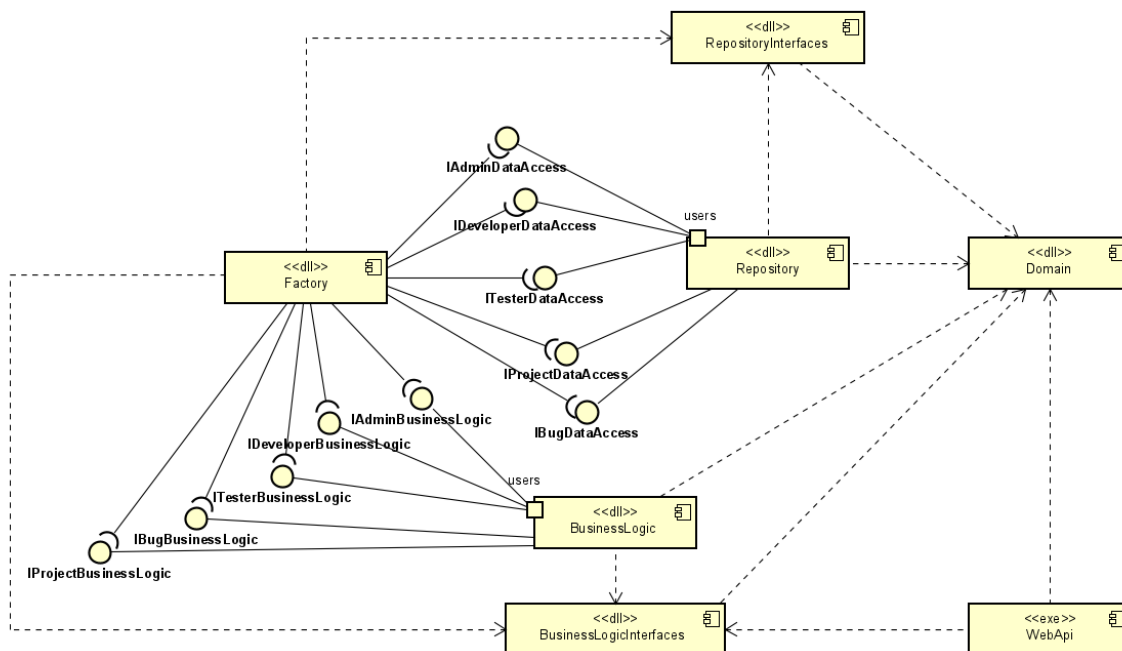 <<dll>>
RepositoryInterfaces
IAdminDataAccess
IDeveloperDataAccess
users
<<dll>>
Factory
<<dll>>
Repository
<<dll>>
Domain
ITesterDataAccess
IProjectDataAccess
IBugDataAccess
IAdminBusinessLogic
IDeveloperBusinessLogic
ITesterBusinessLogic
users
IBugBusinessLogic
IProjectBusinessLogic
<<dll>>
BusinessLogic
<<dll>>
BusinessLogicInterfaces
<<exe>>
WebApi